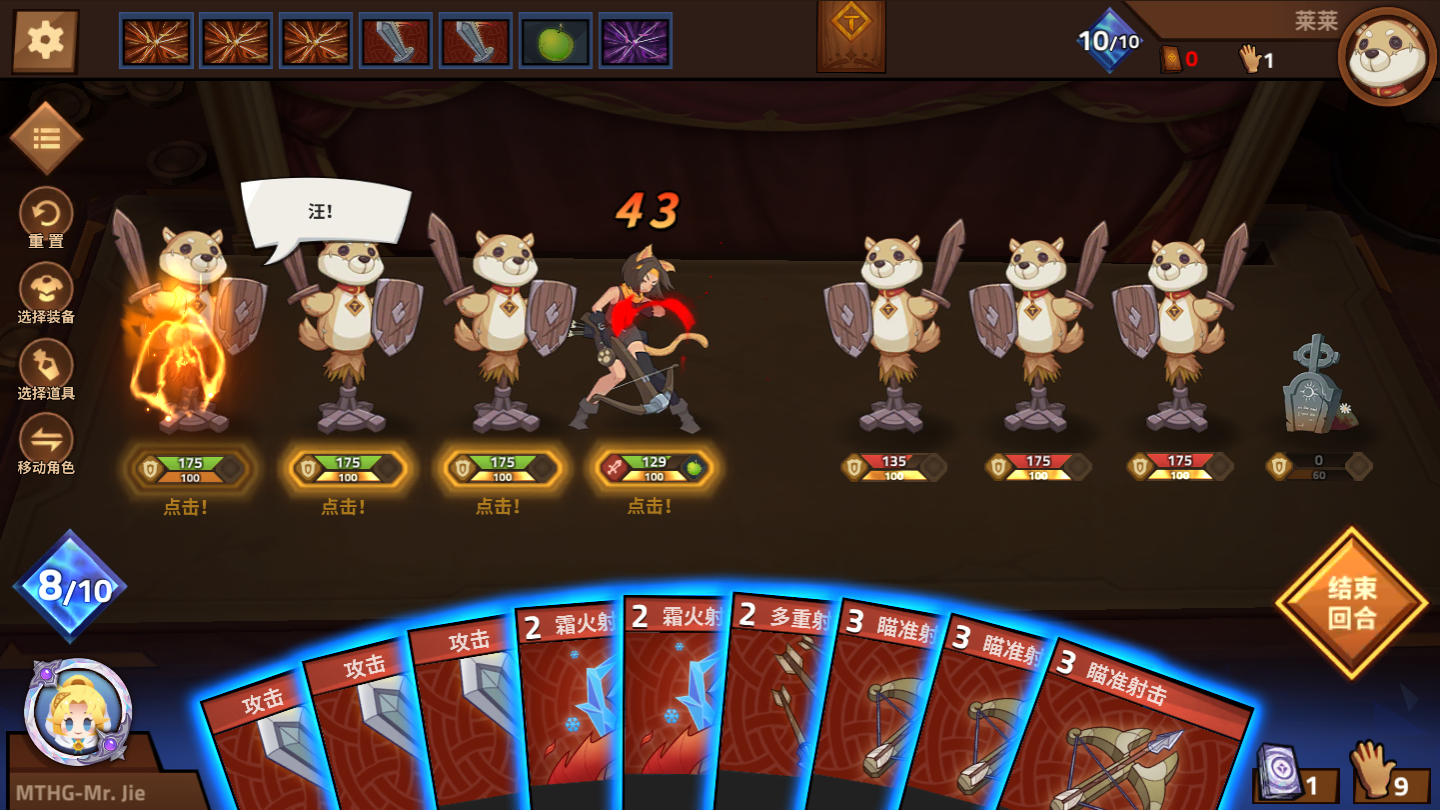 10/10
莱莱
0
1
重置
选择装备
选择道具
移动角色
汪!
43
175
100
175
100
175
100
129
100
135
100
175
100
175
100
0
60
点击!
点击!
点击!
点击!
8/10
结束
回合
攻击
攻击
攻击
2 霜火射
2 霜火射
2 多重射
3 瞄准射
3 瞄准射
3 瞄准射击
MTHG-Mr. Jie
1
9